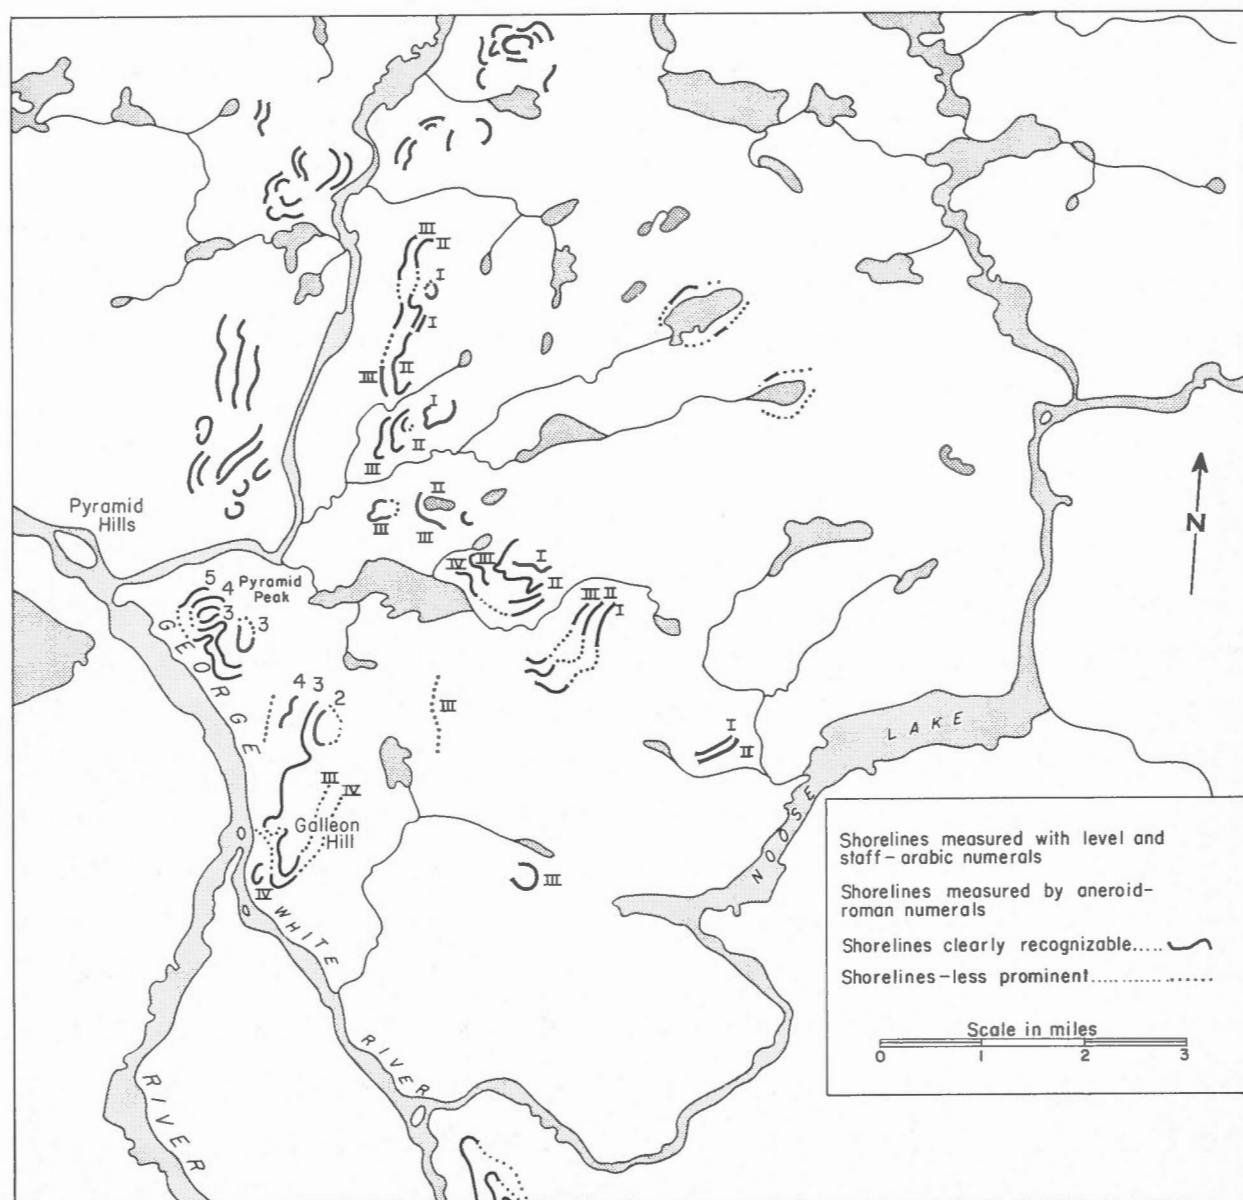 III
II
I
I
III
II
I
II
III
II
III
III
Pyramid
Hills
IV
III
I
II
5
4
3
3
Pyramid
Peak
III
II
I
GEORGE
4
3
2
III
I
II
NOOSE LAKE
III
IV
Galleon
Hill
IV
III
WHITE
RIVER
RIVER
N
Shorelines measured with level and
staff-arabic numerals
Shorelines measured by aneroid-
roman numerals
Shorelines clearly recognizable.....
Shorelines-less prominent....................
Scale in miles
0 1 2 3